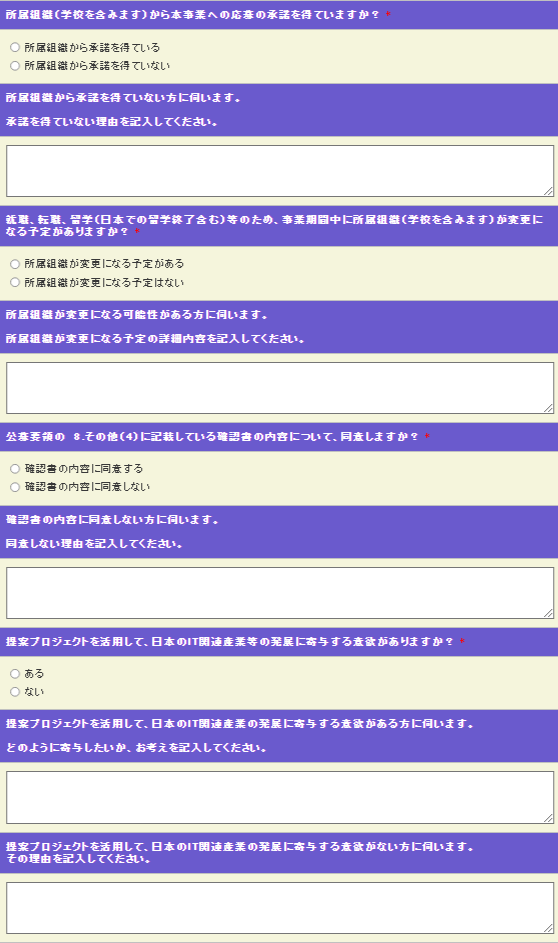 所属組織(学校を含みます)から本事業への応募の承諾を得ていますか? *
所属組織から承諾を得ている
所属組織から承諾を得ていない
所属組織から承諾を得ていない方に伺います。
承諾を得ていない理由を記入してください。
就職、転職、留学(日本での留学終了含む)等のため、事業期間中に所属組織(学校を含みます)が変更に
なる予定がありますか? *
所属組織が変更になる予定がある
所属組織が変更になる予定はない
所属組織が変更になる可能性がある方に伺います。
所属組織が変更になる予定の詳細内容を記入してください。
公募要領の 8.その他(4)に記載している確認書の内容について、同意しますか? *
確認書の内容に同意する
確認書の内容に同意しない
確認書の内容に同意しない方に伺います。
同意しない理由を記入してください。
提案プロジェクトを活用して、日本のIT関連産業等の発展に寄与する意欲がありますか? *
ある
ない
提案プロジェクトを活用して、日本のIT関連産業の発展に寄与する意欲がある方に伺います。
どのように寄与したいか、お考えを記入してください。
提案プロジェクトを活用して、日本のIT関連産業の発展に寄与する意欲がない方に伺います。
その理由を記入してください。